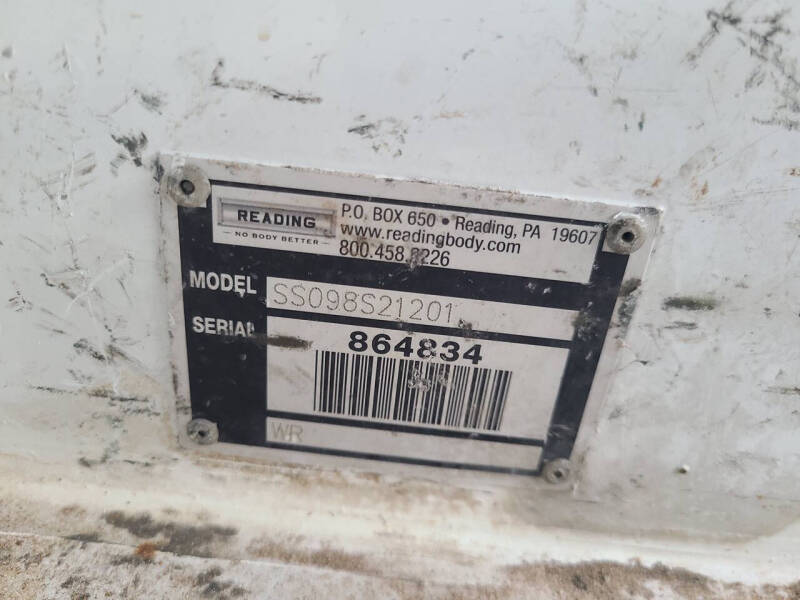 READING
NO BODY BETTER
P.O. BOX 650 • Reading, PA 19607
www.readingbody.com
800.458.8226
MODEL SS098S21201
SERIAL 864834
WR